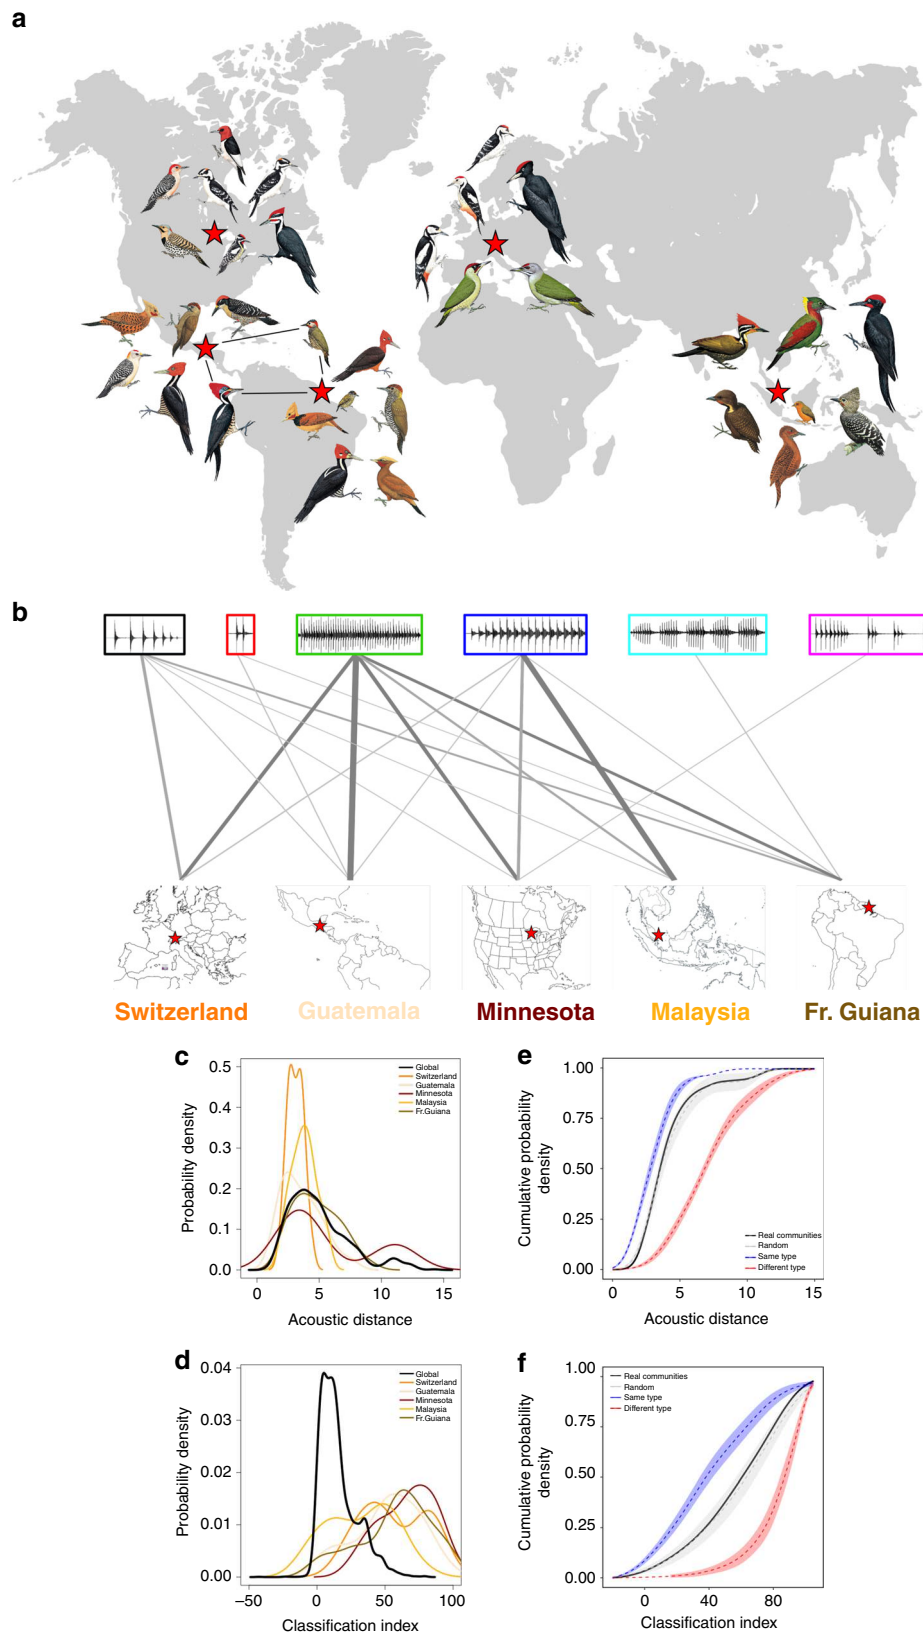 a
b
Switzerland
Guatemala
Minnesota
Malaysia
Fr. Guiana
c
0.5
0.4
0.3
0.2
0.1
0.0
Probability density
Global
Switzerland
Guatemala
Minnesota
Malaysia
Fr.Guiana
0
5
10
15
Acoustic distance
e
1.00
0.75
0.50
0.25
0.00
Cumulative probability
density
Real communities
Random
Same type
Different type
0
5
10
15
Acoustic distance
d
0.04
0.03
0.02
0.01
0.00
Probability density
Global
Switzerland
Guatemala
Minnesota
Malaysia
Fr.Guiana
−50
0
50
100
Classification index
f
1.00
0.75
0.50
0.25
0.00
Cumulative probability
density
Real communities
Random
Same type
Different type
0
40
80
Classification index